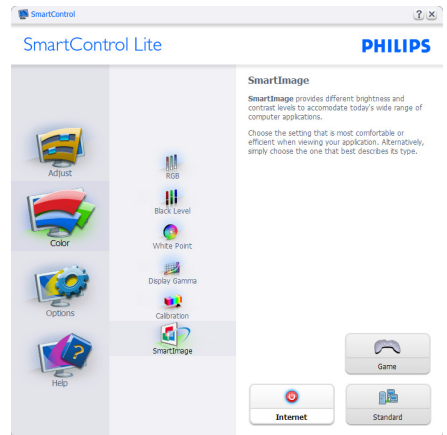 SmartControl
SmartControl Lite
PHILIPS
Adjust
Color
Options
Help
RGB
Black Level
White Point
Display Gamma
Calibration
SmartImage
SmartImage
SmartImage provides different brightness and
contrast levels to accomodate today's wide range of
computer applications.
Choose the setting that is most comfortable or
efficient when viewing your application. Alternatively,
simply choose the one that best describes its type.
Game
Internet
Standard